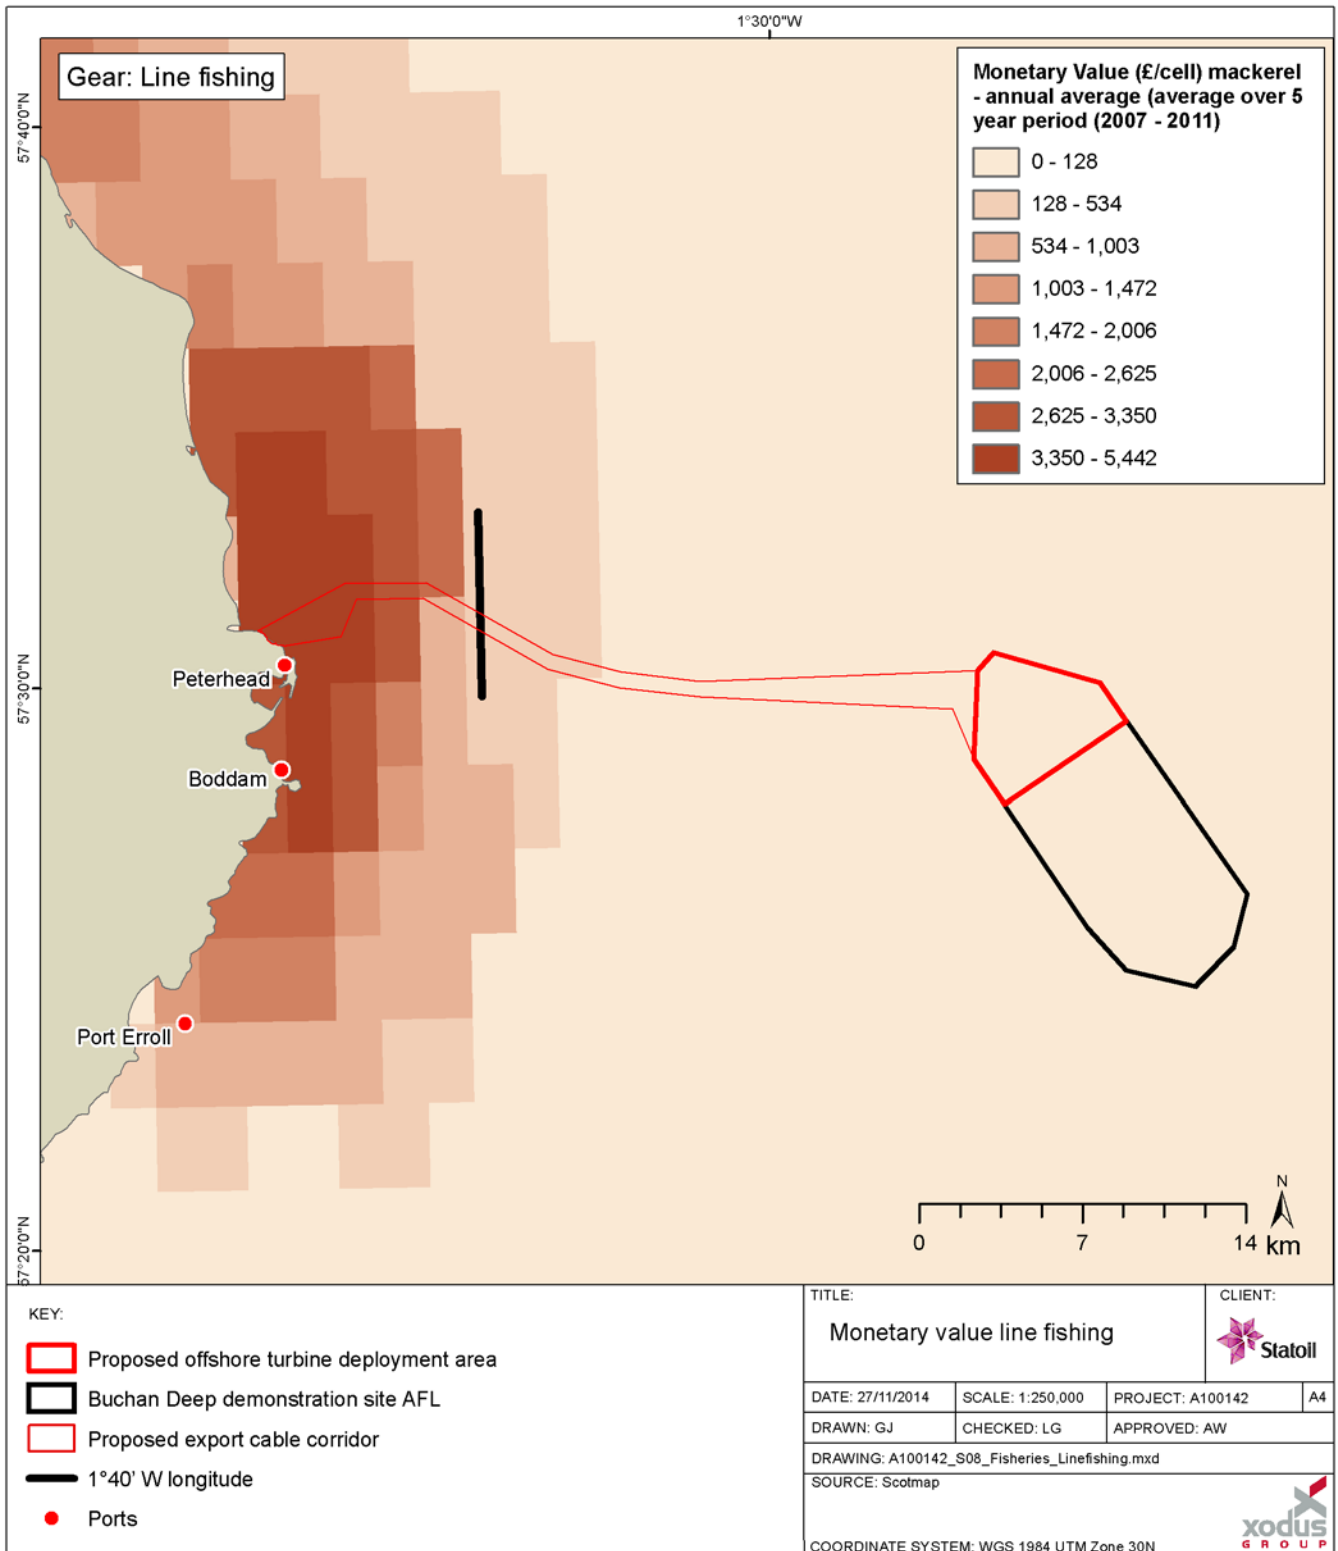 1°30'0"W
Gear: Line fishing
Monetary Value (£/cell) mackerel
- annual average (average over 5
year period (2007 - 2011)
0 - 128
128 - 534
534 - 1,003
1,003 - 1,472
1,472 - 2,006
2,006 - 2,625
2,625 - 3,350
3,350 - 5,442
57°40'0"N
57°30'0"N
57°20'0"N
Peterhead
Boddam
Port Erroll
N
0 7 14 km
KEY:
Proposed offshore turbine deployment area
Buchan Deep demonstration site AFL
Proposed export cable corridor
1°40' W longitude
Ports
TITLE:
Monetary value line fishing
CLIENT:
Statoil
DATE: 27/11/2014 SCALE: 1:250,000 PROJECT: A100142 A4
DRAWN: GJ CHECKED: LG APPROVED: AW
DRAWING: A100142_S08_Fisheries_Linefishing.mxd
SOURCE: Scotmap
COORDINATE SYSTEM: WGS 1984 UTM Zone 30N
xodus
GROUP